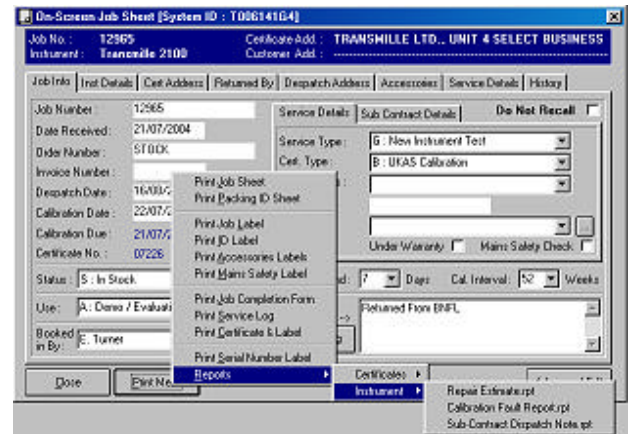 On-Screen Job Sheet [System ID : T006141G4]
Job No. : 12965 Certificate Add. : TRANSMILLE LTD., UNIT 4 SELECT BUSINESS
Instrument : Transmille 2100 Customer Add. : --------------------
Job Info Inst Details Cert Address Returned By Despatch Address Accessories Service Details History
Job Number : 12965 Service Details Sub Contract Details Do Not Recall
Date Received : 21/07/2004 Service Type : G : New Instrument Test
Order Number : STOCK Cert. Type : B : UKAS Calibration
Invoice Number :
Despatch Date :
Calibration Date : 22/07/2
Calibration Due : 21/07/2
Certificate No. : 07226 Under Warranty Mains Safety Check
Status : S : In Stock 7 Days Cal. Interval : 52 Weeks
Use : A : Demo / Evaluati Returned From BNFL
Booked in By : E. Turner
Print Job Sheet
Print Packing ID Sheet
Print Job Label
Print ID Label
Print Accessories Labels
Print Mains Safety Label
Print Job Completion Form
Print Service Log
Print Certificate & Label
Print Serial Number Label
Reports
Certificates
Instrument
Repair Estimate.rpt
Calibration Fault Report.rpt
Sub-Contract Dispatch Note.rpt
Close